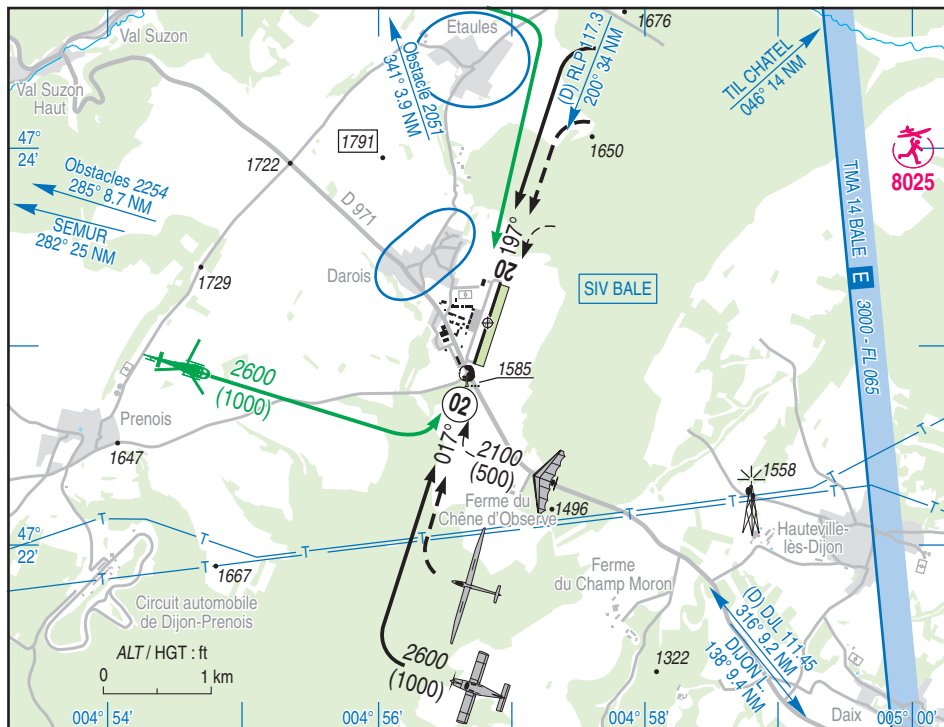 Val Suzon
Etaules
1676
Obstacle 2051
341° 3.9 NM
(D) RLP 117.3
200° 34 NM
TIL CHATEL
046° 14 NM
Val Suzon
Haut
47°
24'
1791
1650
8025
1722
Obstacles 2254
285° 8.7 NM
D 971
SEMUR
282° 25 NM
TMA 14 BALE
E
3000 - FL 065
197°
20
Darois
1729
SIV BALE
1585
2600
(1000)
02
Prenois
017°
1647
2100
(500)
1558
Ferme du
Chêne d'Observe
1496
T
T
T
T
T
T
T
T
T
T
Hauteville-
lès-Dijon
47°
22'
1667
Ferme
du Champ Moron
Circuit automobile
de Dijon-Prenois
(D) DJL 111.45
316° 9.2 NM
DIJON L
138° 9.4 NM
ALT / HGT : ft
0
1 km
2600
(1000)
1322
Daix
004° 54'
004° 56'
004° 58'
005° 00'